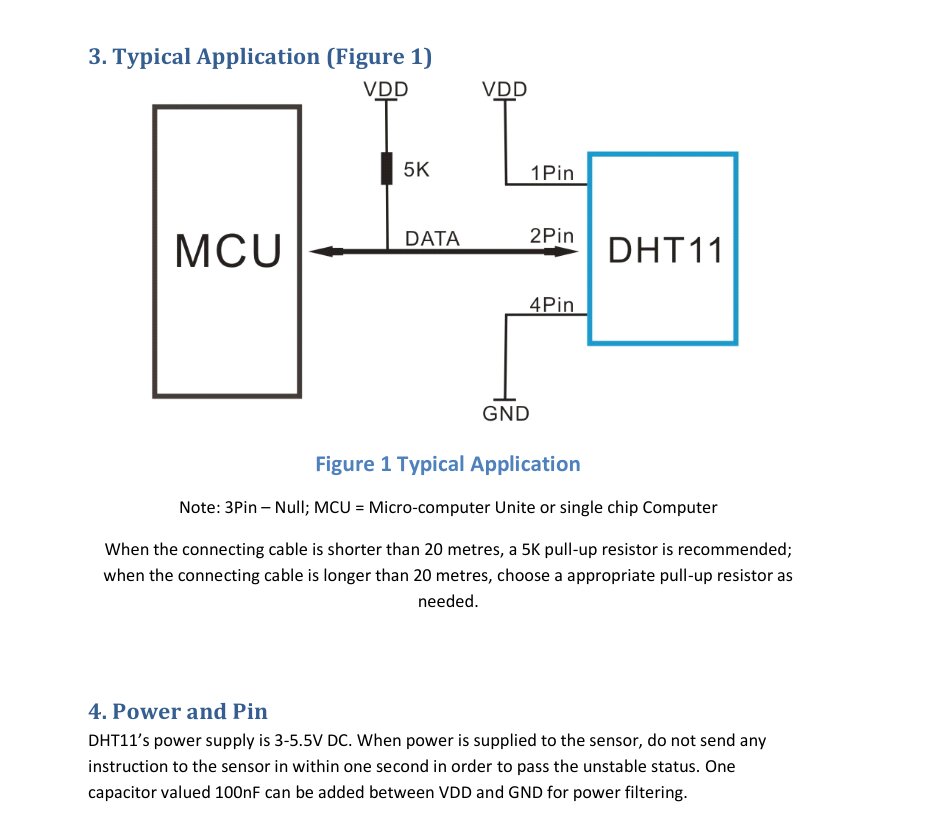 3. Typical Application (Figure 1)
VDD
VDD
5K
1Pin
MCU
DATA
2Pin
DHT11
4Pin
GND
Figure 1 Typical Application
Note: 3Pin – Null; MCU = Micro-computer Unite or single chip Computer
When the connecting cable is shorter than 20 metres, a 5K pull-up resistor is recommended;
when the connecting cable is longer than 20 metres, choose a appropriate pull-up resistor as
needed.
4. Power and Pin
DHT11’s power supply is 3-5.5V DC. When power is supplied to the sensor, do not send any
instruction to the sensor in within one second in order to pass the unstable status. One
capacitor valued 100nF can be added between VDD and GND for power filtering.